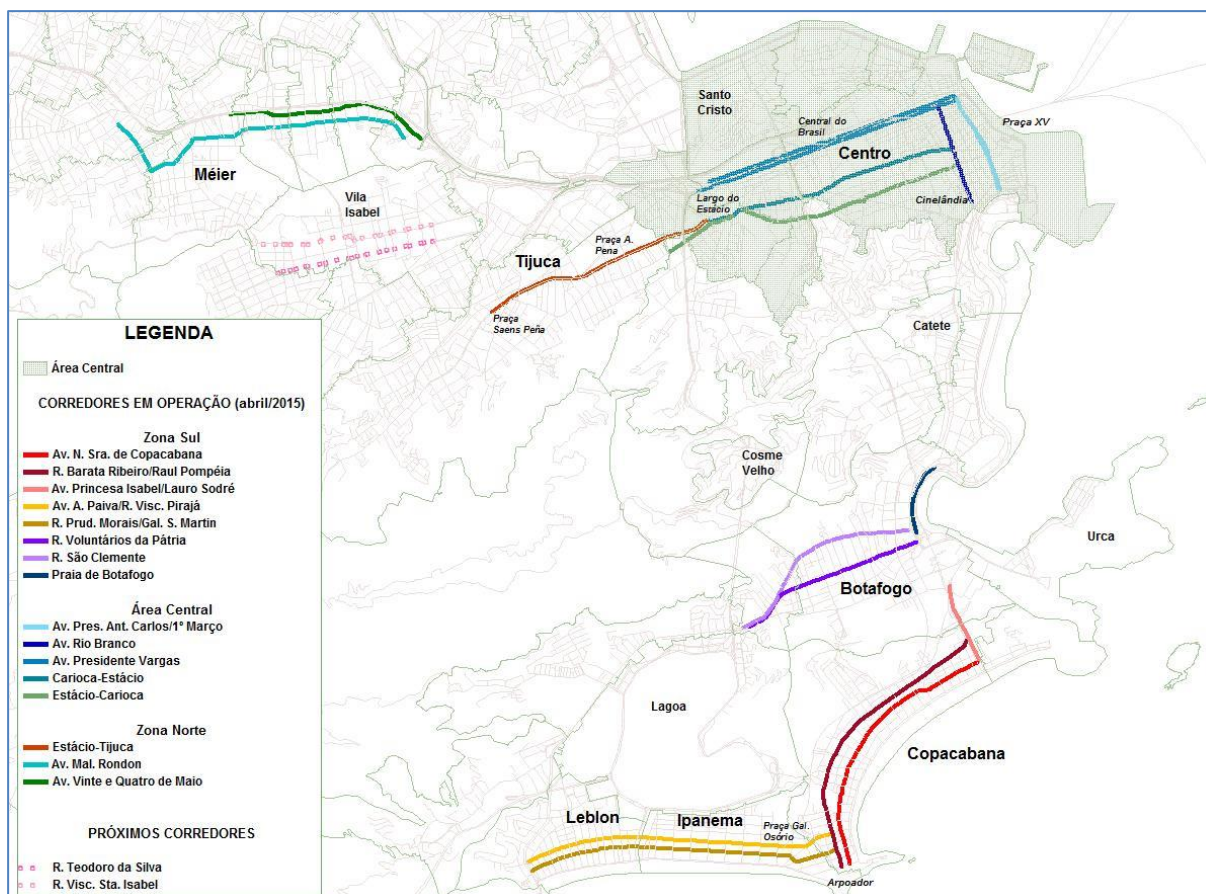 Santo
Cristo
Central do
Brasil
Praça XV
Centro
Méier
Vila
Isabel
Largo do
Estácio
Cinelândia
Praça A.
Pena
Tijuca
Praça
Saens Peña
Catete
Cosme
Velho
Urca
Botafogo
Lagoa
Copacabana
Leblon
Ipanema
Praça Gal.
Osório
Arpoador
LEGENDA
Área Central
CORREDORES EM OPERAÇÃO (abril/2015)
Zona Sul
Av. N. Sra. de Copacabana
R. Barata Ribeiro/Raul Pompéia
Av. Princesa Isabel/Lauro Sodré
Av. A. Paiva/R. Visc. Pirajá
R. Prud. Morais/Gal. S. Martin
R. Voluntários da Pátria
R. São Clemente
Praia de Botafogo
Área Central
Av. Pres. Ant. Carlos/1º Março
Av. Rio Branco
Av. Presidente Vargas
Carioca-Estácio
Estácio-Carioca
Zona Norte
Estácio-Tijuca
Av. Mal. Rondon
Av. Vinte e Quatro de Maio
PRÓXIMOS CORREDORES
R. Teodoro da Silva
R. Visc. Sta. Isabel